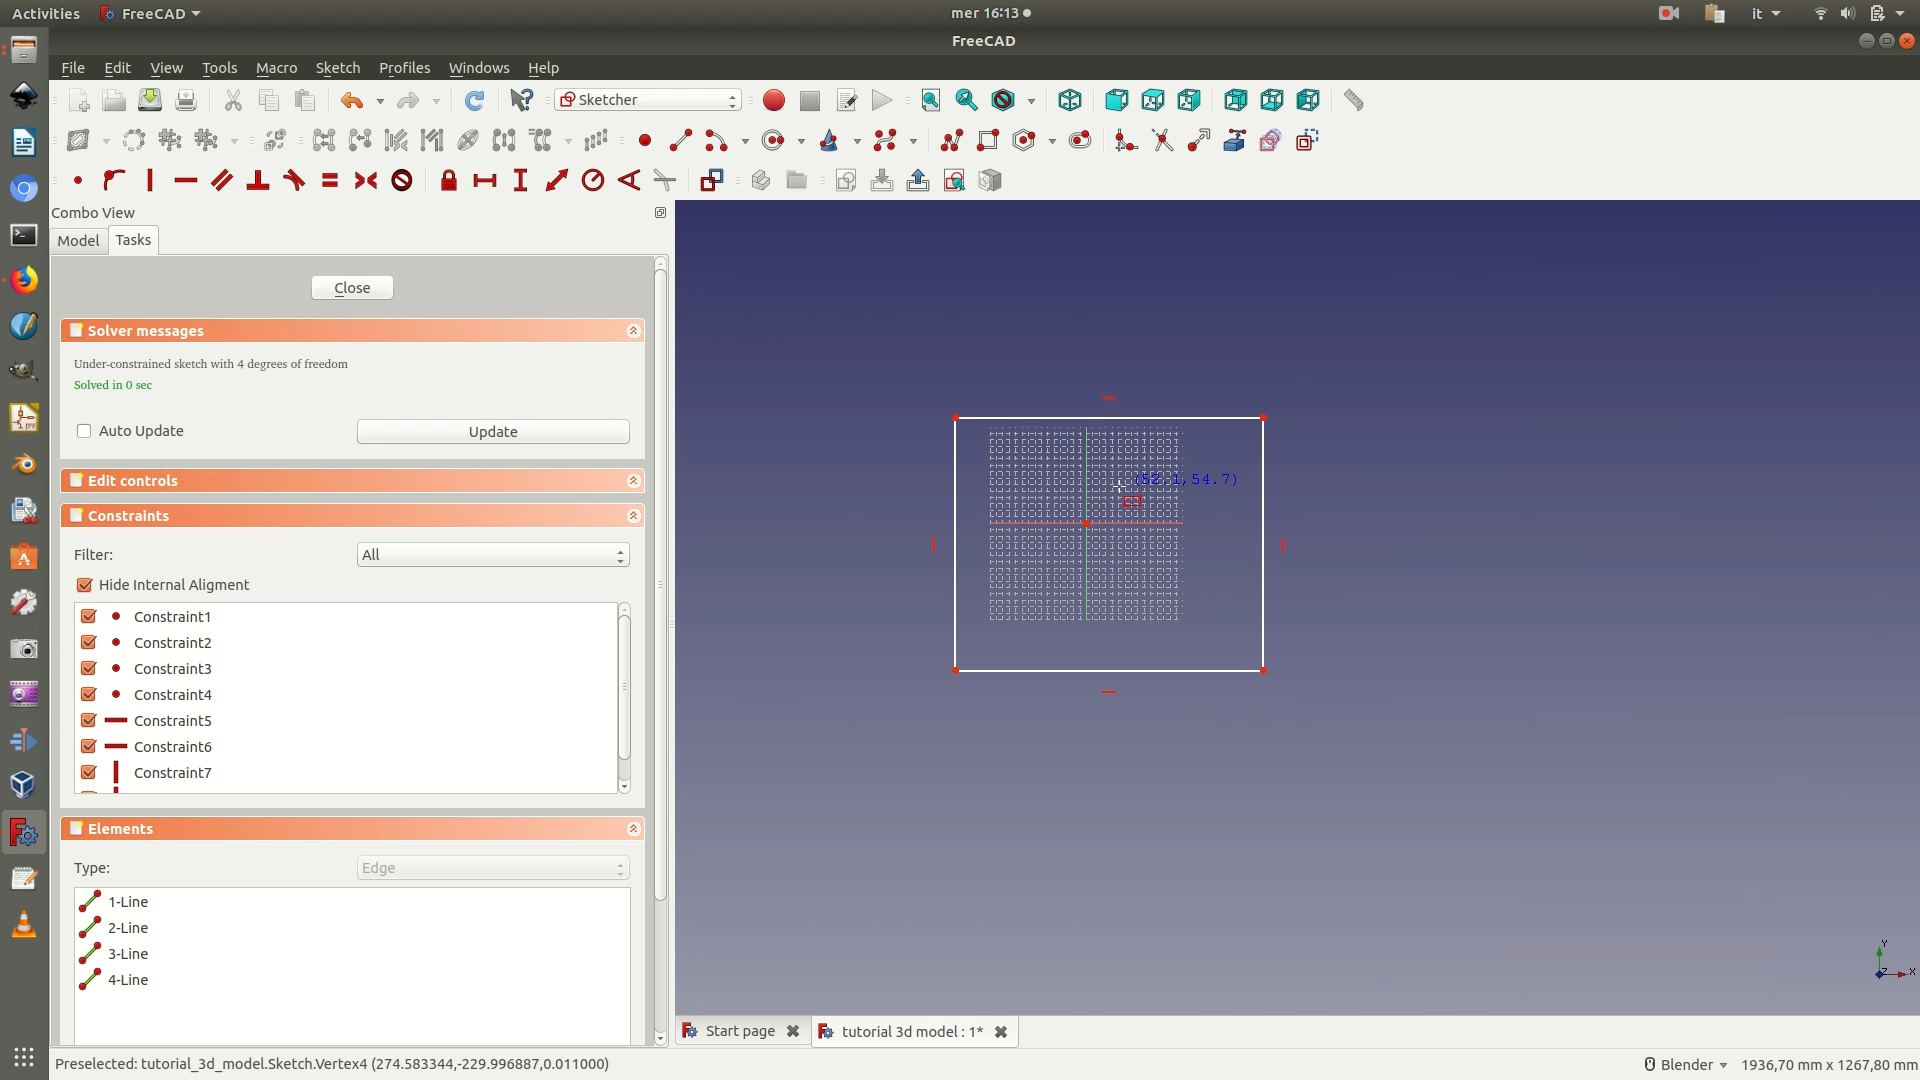 Activities FreeCAD mer 16:13 it
FreeCAD
File Edit View Tools Macro Sketch Profiles Windows Help
Sketcher
Combo View
Model Tasks
Close
Solver messages
Under-constrained sketch with 4 degrees of freedom
Solved in 0 sec
Auto Update Update
Edit controls
Constraints
Filter: All
Hide Internal Aligment
Constraint1
Constraint2
Constraint3
Constraint4
Constraint5
Constraint6
Constraint7
Elements
Type: Edge
1-Line
2-Line
3-Line
4-Line
(52.1,54.7)
Y
Z X
Start page tutorial 3d model : 1*
Preselected: tutorial_3d_model.Sketch.Vertex4 (274.583344,-229.996887,0.011000) Blender 1936,70 mm x 1267,80 mm